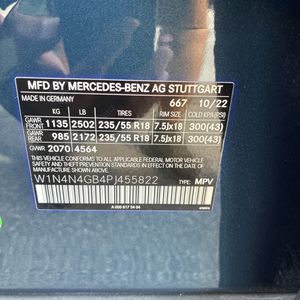 MFD BY MERCEDES-BENZ AG STUTTGART
MADE IN GERMANY 667 10/22
KG LB TIRE SIZE RIM SIZE COLD KPA (PSI)
GAWR FRONT 1135 2502 235/55 R18 7.5Jx18 300(43)
GAWR REAR 985 2172 235/55 R18 7.5Jx18 300(43)
GVWR 2070 4564
THIS VEHICLE CONFORMS TO ALL APPLICABLE
FEDERAL MOTOR VEHICLE SAFETY AND THEFT
PREVENTION STANDARDS IN EFFECT ON THE
DATE OF MANUFACTURE SHOWN ABOVE.
W1N4N4GB4PJ455822 TYPE: MPV